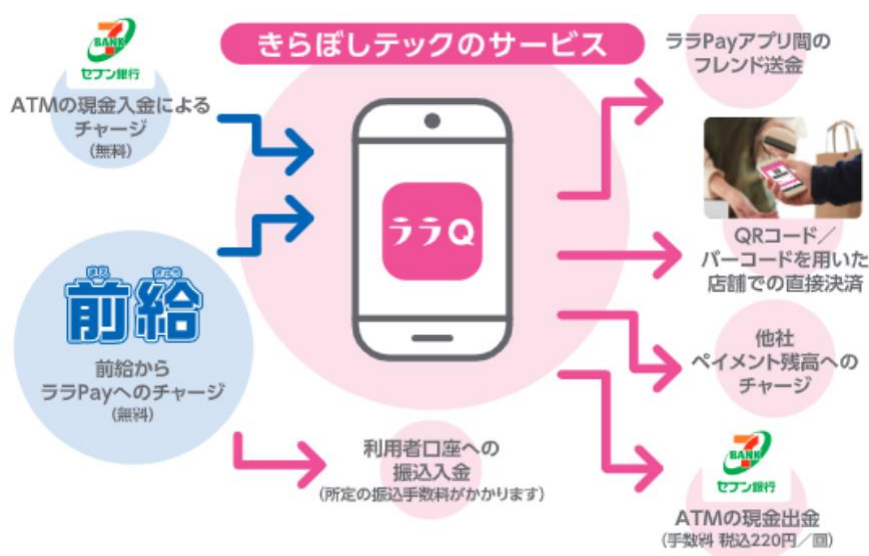 きらぼしテックのサービス
7
BANK
セブン銀行
ATMの現金入金による
チャージ
(無料)
ララQ
まえ きゅう
前給
前給から
ララPayへのチャージ
(無料)
利用者口座への
振込入金
(所定の振込手数料がかかります)
ララPayアプリ間の
フレンド送金
QRコード/
バーコードを用いた
店舗での直接決済
他社
ペイメント残高への
チャージ
7
BANK
セブン銀行
ATMの現金出金
(手数料 税込220円/回)